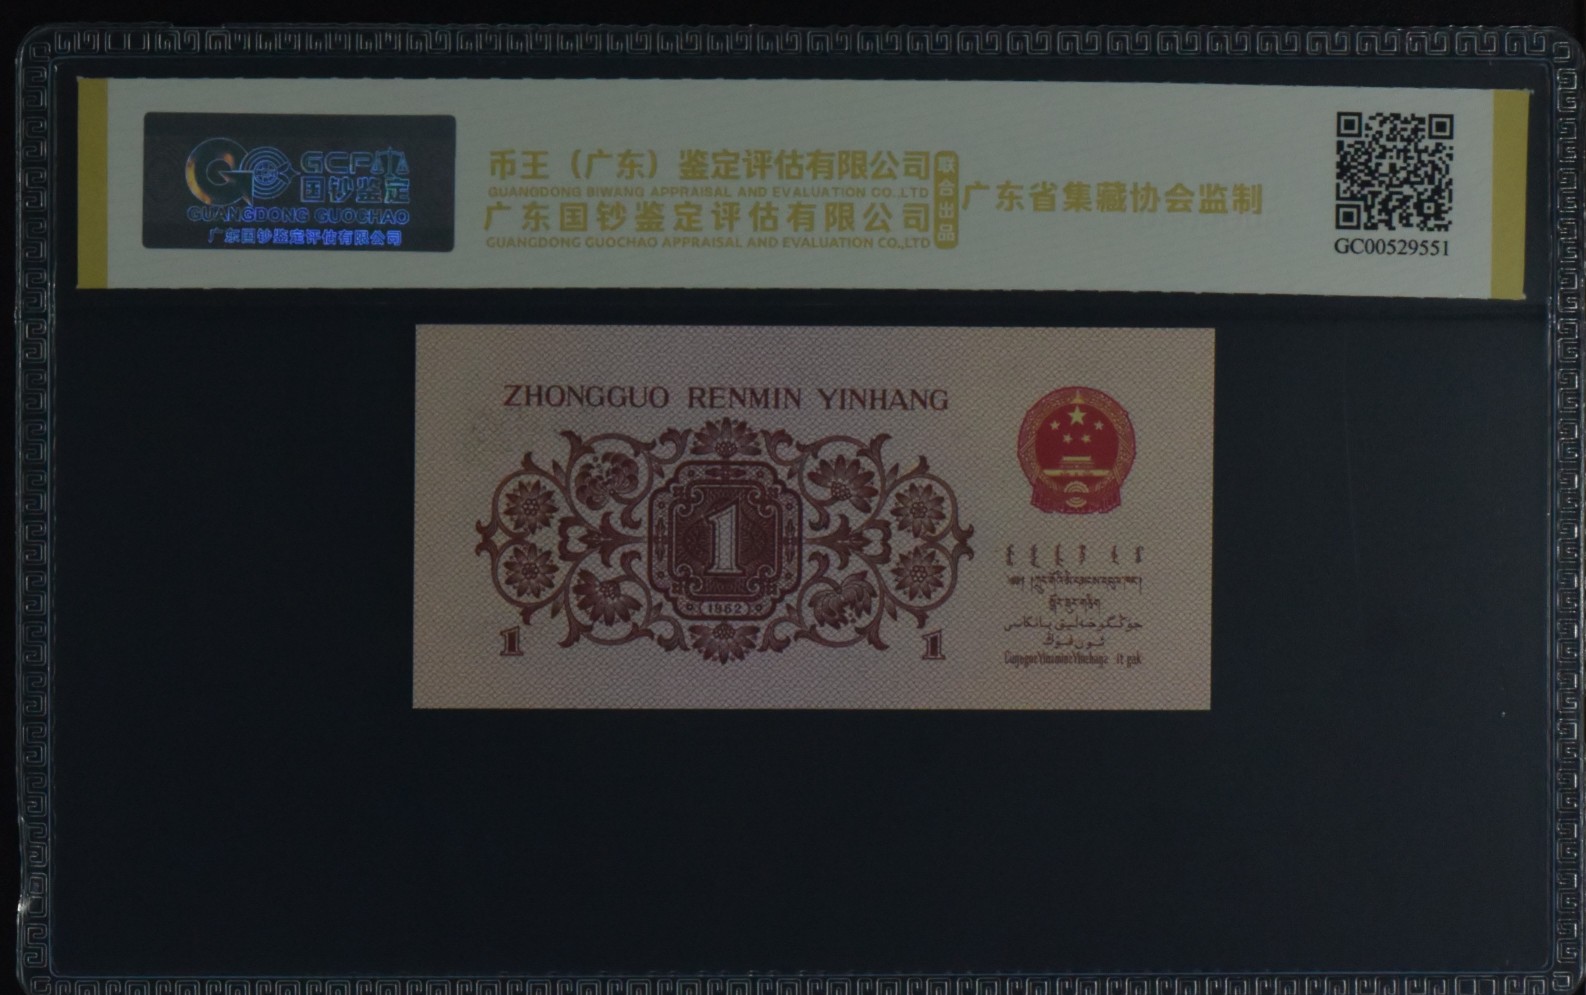 GCP
国钞鉴定
GUANGDONG GUOCHAO
广东国钞鉴定评估有限公司
币王（广东）鉴定评估有限公司
GUANGDONG BIWANG APPRAISAL AND EVALUATION CO.,LTD
广东国钞鉴定评估有限公司
GUANGDONG GUOCHAO APPRAISAL AND EVALUATION CO.,LTD
联合出品
广东省集藏协会监制
GC00529551
ZHONGGUO RENMIN YINHANG
1
1962
1
1